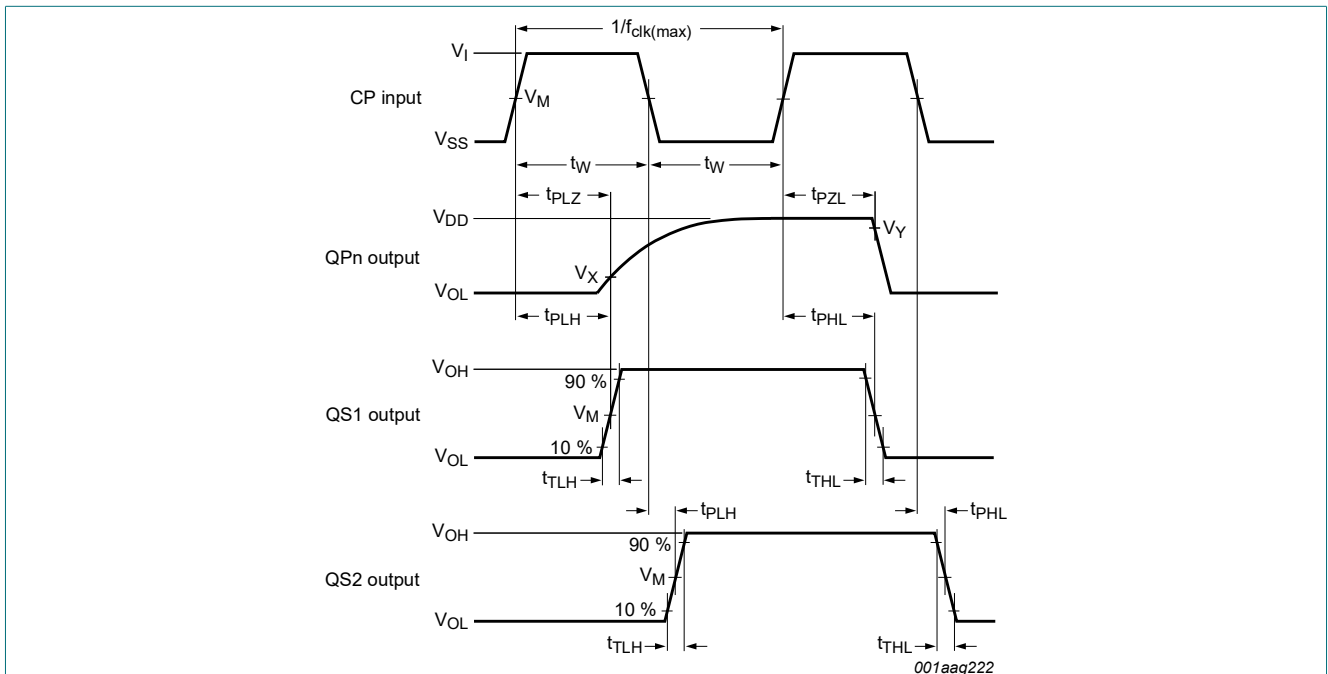 1/fclk(max)
VI
CP input
VM
VSS
tW
tW
tPLZ
tPZL
VDD
VY
QPn output
VX
VOL
tPLH
tPHL
VOH
90 %
QS1 output
VM
10 %
VOL
tTLH
tTHL
tPLH
tPHL
VOH
90 %
QS2 output
VM
10 %
VOL
tTLH
tTHL
001aag222